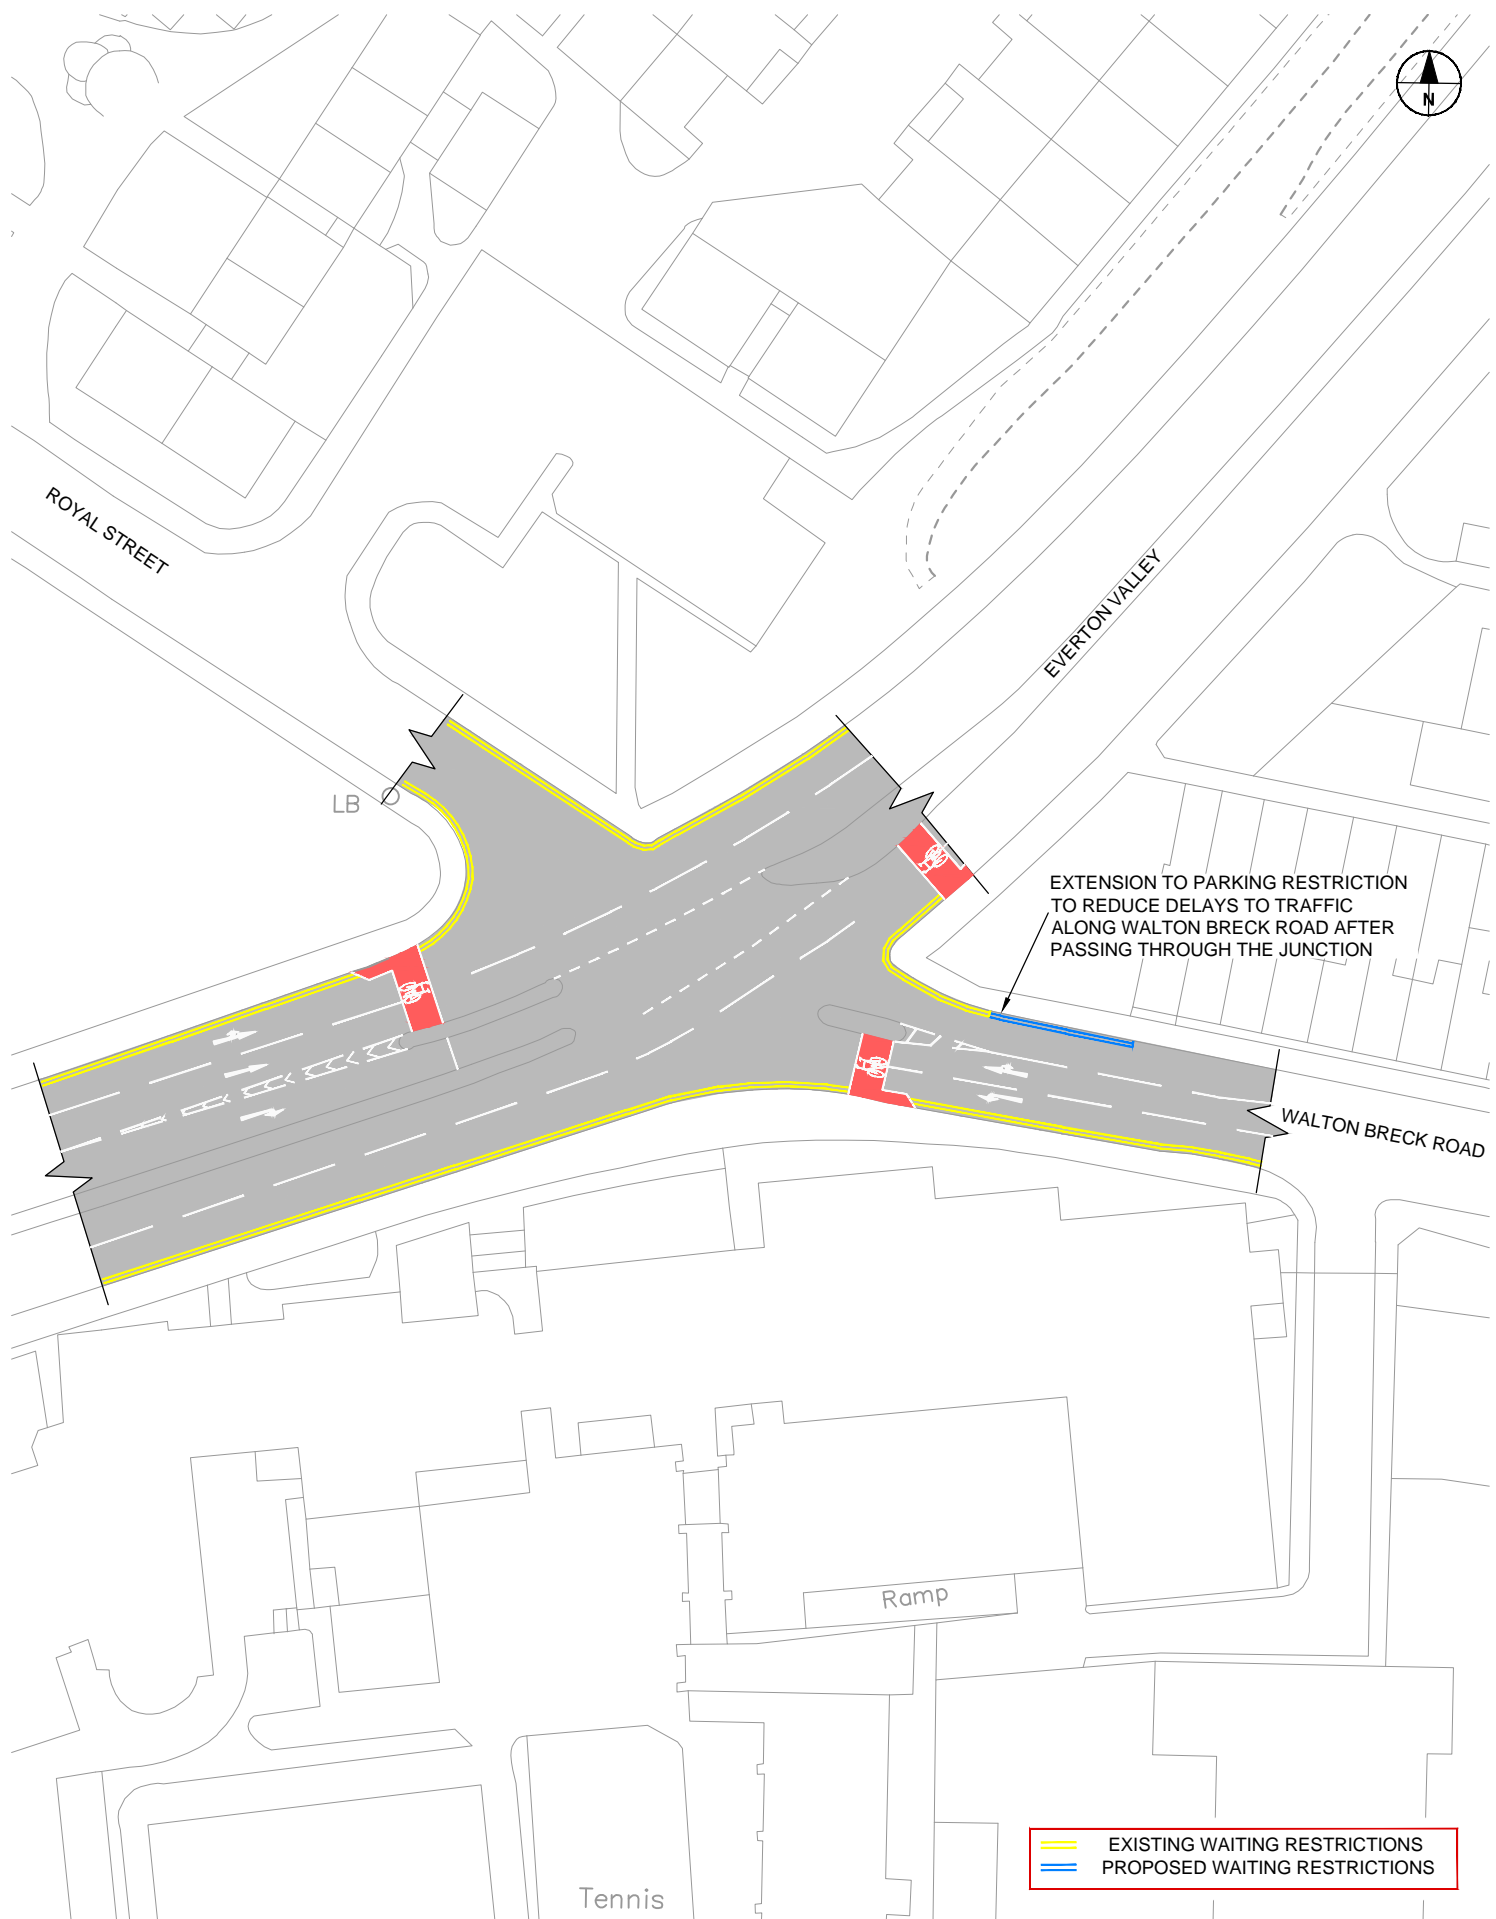 N
ROYAL STREET
EVERTON VALLEY
LB
EXTENSION TO PARKING RESTRICTION
TO REDUCE DELAYS TO TRAFFIC
ALONG WALTON BRECK ROAD AFTER
PASSING THROUGH THE JUNCTION
WALTON BRECK ROAD
Ramp
EXISTING WAITING RESTRICTIONS
PROPOSED WAITING RESTRICTIONS
Tennis